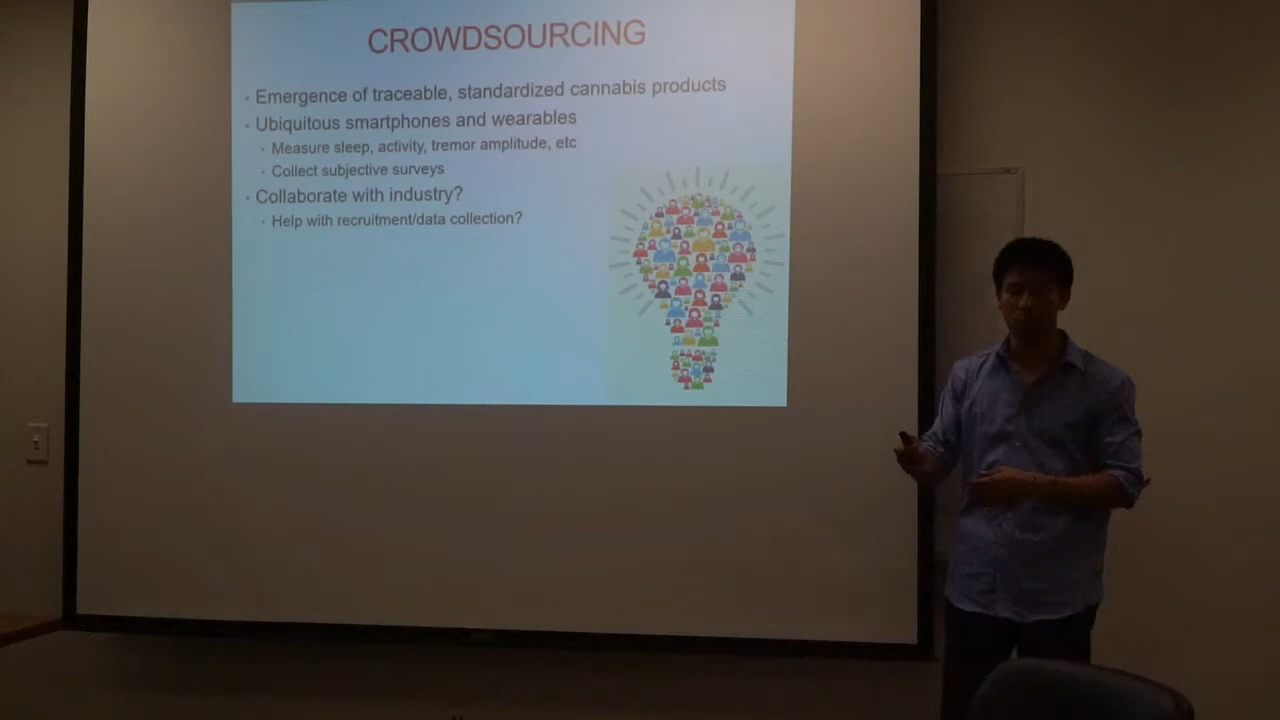 CROWDSOURCING
Emergence of traceable, standardized cannabis products
Ubiquitous smartphones and wearables
Measure sleep, activity, tremor amplitude, etc
Collect subjective surveys
Collaborate with industry?
Help with recruitment/data collection?